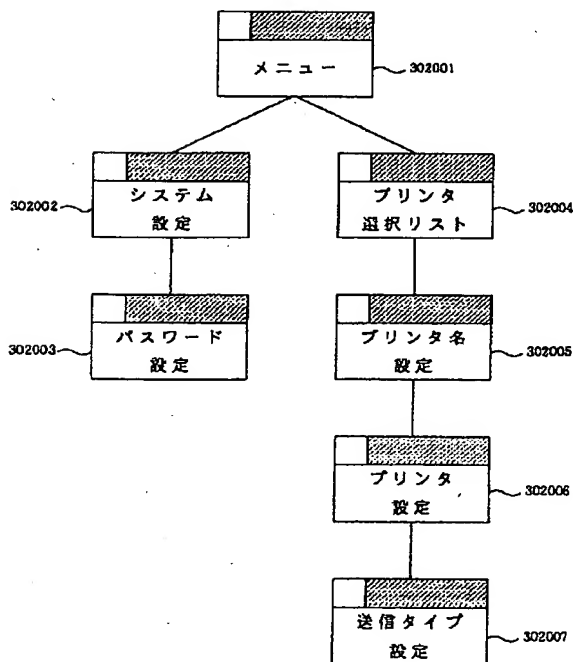 メニュー
302001
システム
設定
302002
プリンタ
選択リスト
302004
パスワード
設定
302003
プリンタ名
設定
302005
プリンタ
設定
302006
送信タイプ
設定
302007